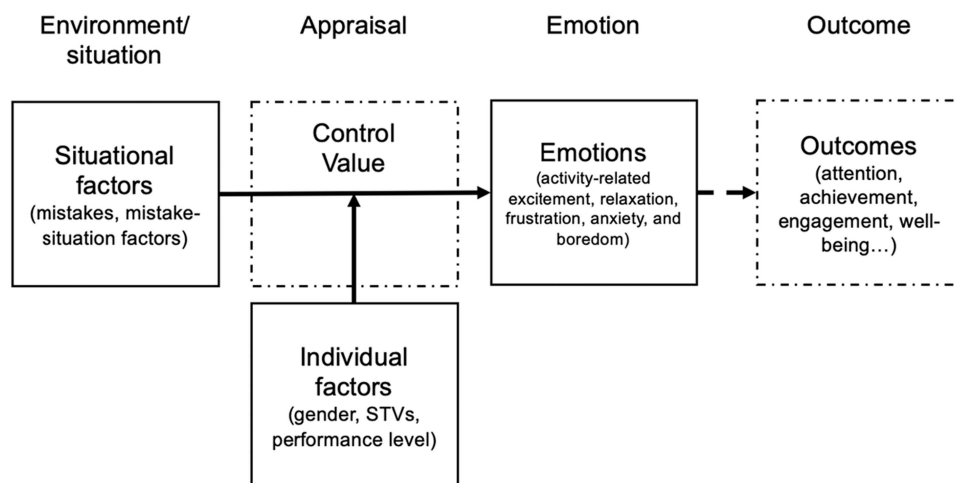 Environment/
situation
Appraisal
Emotion
Outcome
Situational
factors
(mistakes, mistake-
situation factors)
Control
Value
Emotions
(activity-related
excitement, relaxation,
frustration, anxiety, and
boredom)
Outcomes
(attention,
achievement,
engagement, well-
being…)
Individual
factors
(gender, STVs,
performance level)